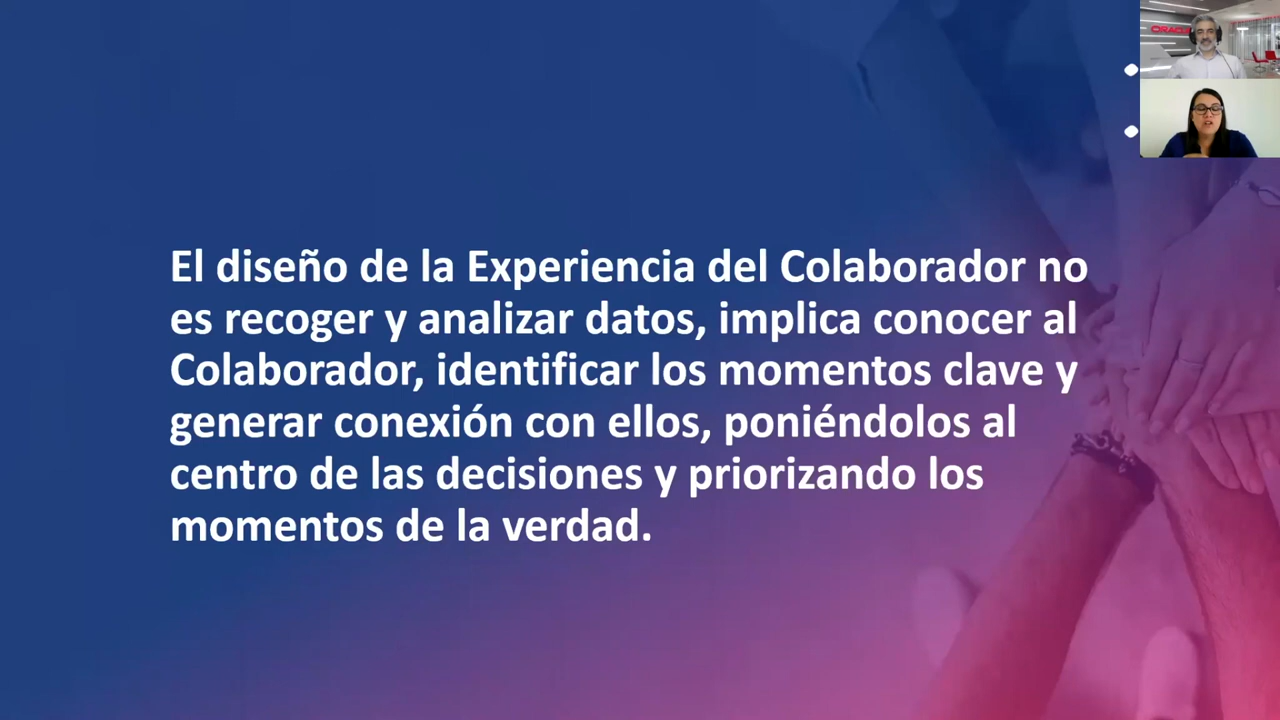 El diseño de la Experiencia del Colaborador no
es recoger y analizar datos, implica conocer al
Colaborador, identificar los momentos clave y
generar conexión con ellos, poniéndolos al
centro de las decisiones y priorizando los
momentos de la verdad.